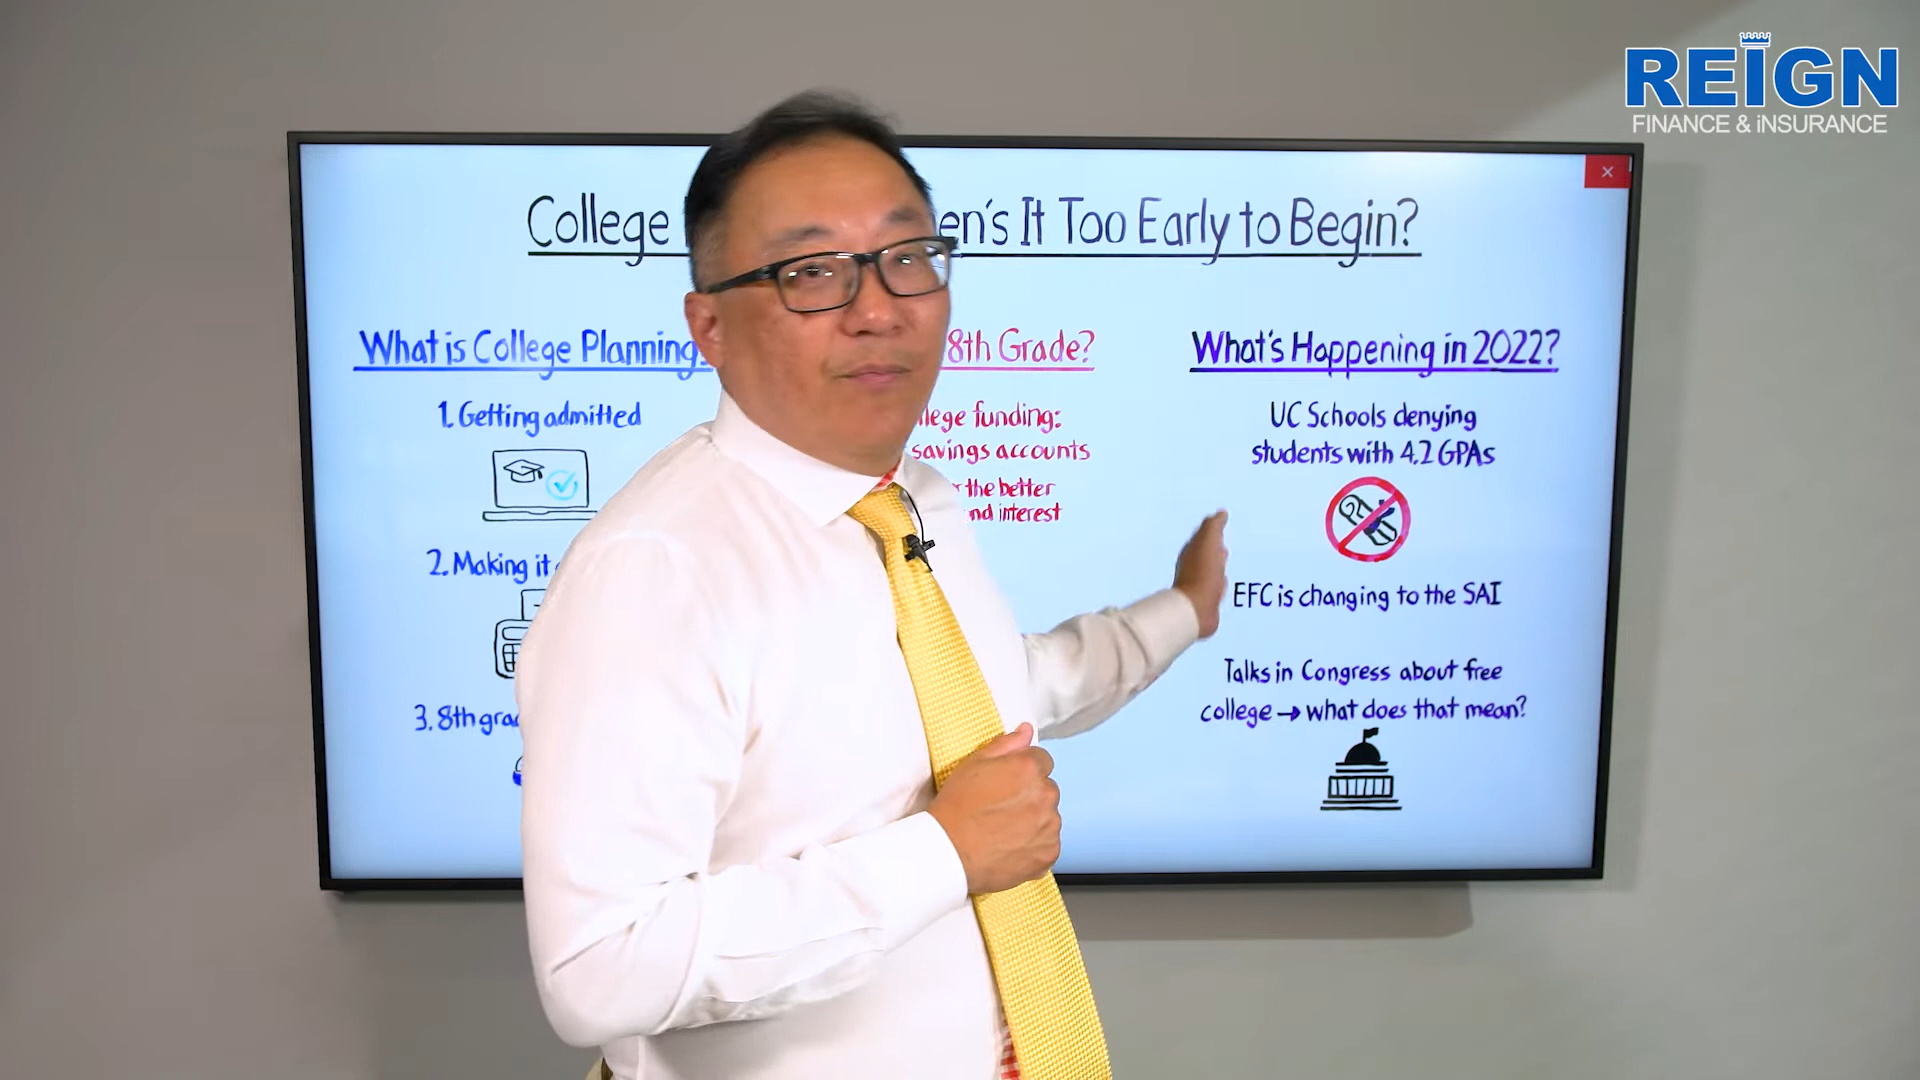 REIGN
FINANCE & iNSURANCE
College en's It Too Early to Begin?
What is College Planning
1. Getting admitted
2. Making it
3. 8th gra
8th Grade?
lege funding:
savings accounts
the better
nd interest
What's Happening in 2022?
UC Schools denying
students with 4.2 GPAs
EFC is changing to the SAI
Talks in Congress about free
college → what does that mean?